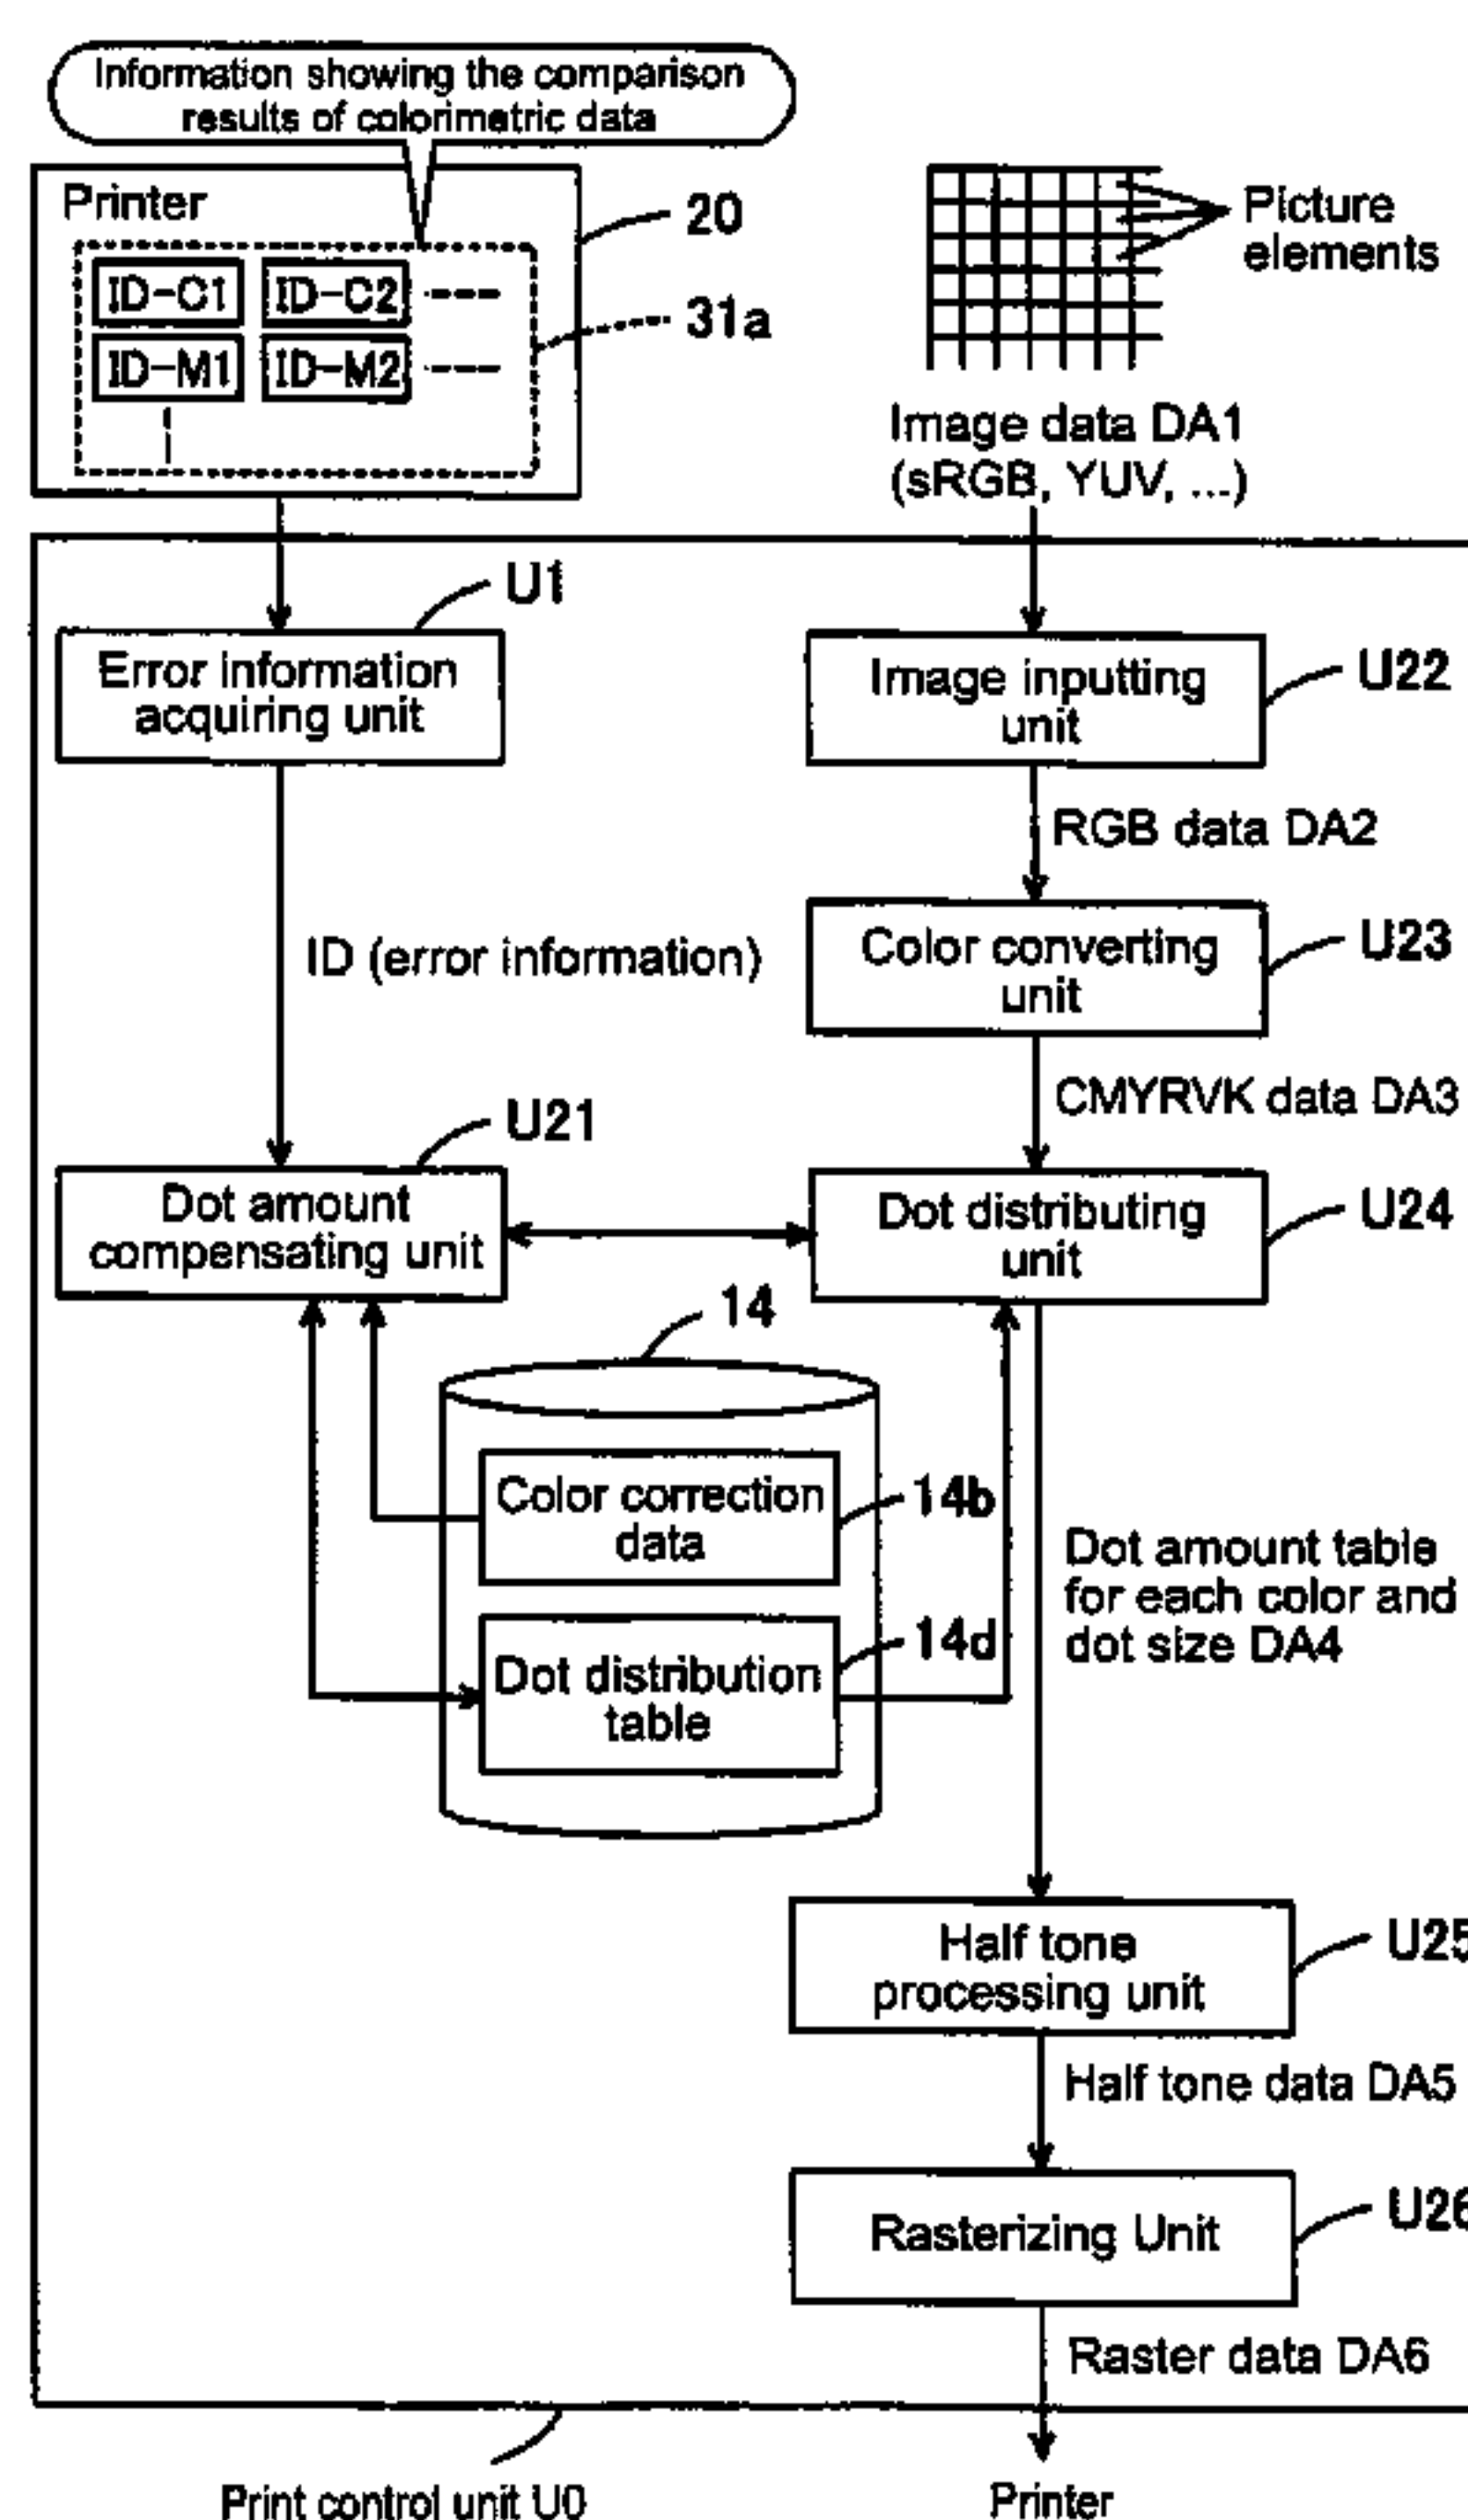 Information showing the comparison
results of colorimetric data
Printer
20
ID-C1 ID-C2
31a
ID-M1 ID-M2
Picture
elements
Image data DA1
(sRGB, YUV, ...)
U1
Error information
acquiring unit
Image inputting
unit
U22
RGB data DA2
ID (error information)
Color converting
unit
U23
CMYRVK data DA3
U21
Dot amount
compensating unit
Dot distributing
unit
U24
14
Color correction
data
14b
Dot distribution
table
14d
Dot amount table
for each color and
dot size DA4
Half tone
processing unit
U25
Half tone data DA5
Rasterizing Unit
U26
Raster data DA6
Print control unit U0
Printer